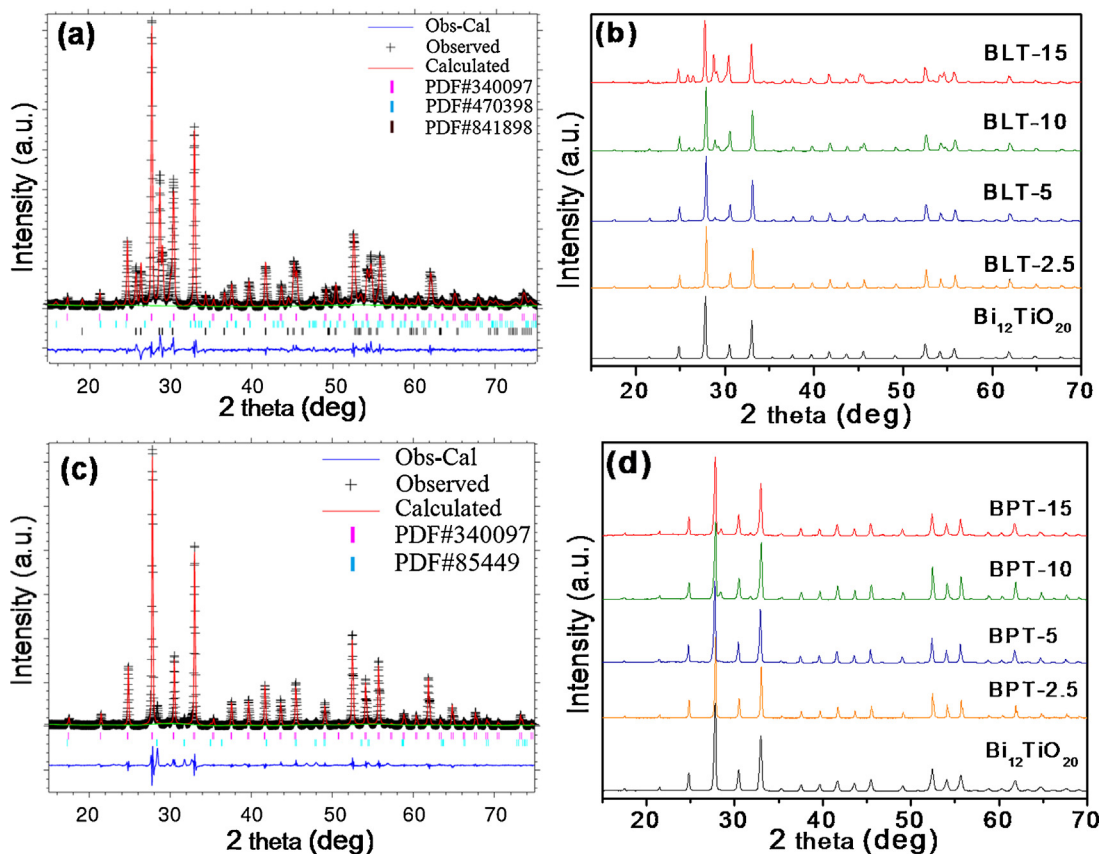 (a)
Obs-Cal
Observed
Calculated
PDF#340097
PDF#470398
PDF#841898
Intensity (a.u.)
20 30 40 50 60 70
2 theta (deg)
(b)
BLT-15
BLT-10
BLT-5
BLT-2.5
Bi₁₂TiO₂₀
Intensity (a.u.)
20 30 40 50 60 70
2 theta (deg)
(c)
Obs-Cal
Observed
Calculated
PDF#340097
PDF#85449
Intensity (a.u.)
20 30 40 50 60 70
2 theta (deg)
(d)
BPT-15
BPT-10
BPT-5
BPT-2.5
Bi₁₂TiO₂₀
Intensity (a.u.)
20 30 40 50 60 70
2 theta (deg)